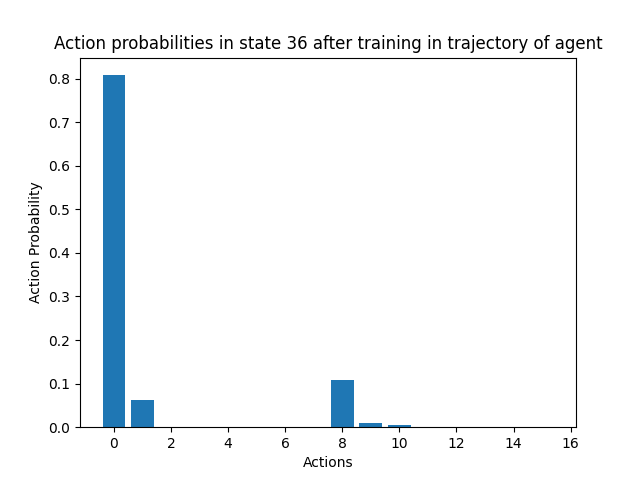 Action probabilities in state 36 after training in trajectory of agent
0.8
0.7
0.6
0.5
0.4
0.3
0.2
0.1
0.0
Action Probability
0 2 4 6 8 10 12 14 16
Actions